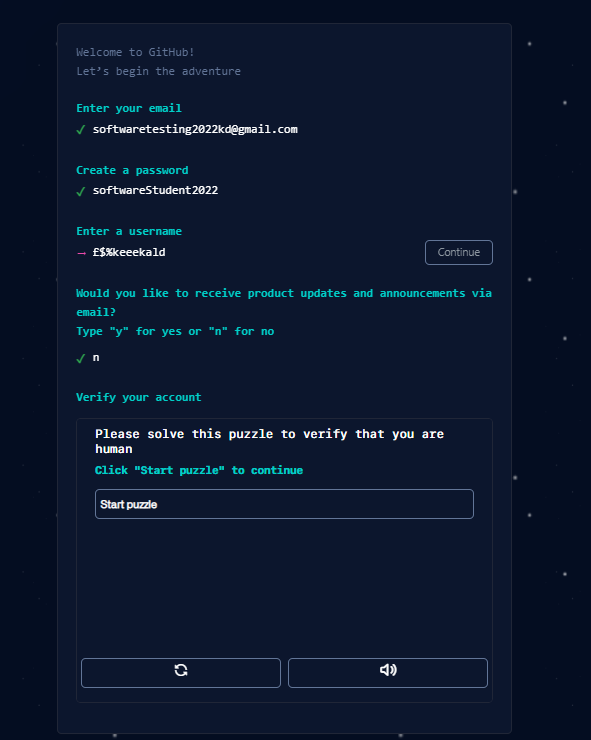 Welcome to GitHub!
Let’s begin the adventure
Enter your email
✓ softwaretesting2022kd@gmail.com
Create a password
✓ softwareStudent2022
Enter a username
→ £$%keeekald
Continue
Would you like to receive product updates and announcements via
email?
Type "y" for yes or "n" for no
✓ n
Verify your account
Please solve this puzzle to verify that you are
human
Click "Start puzzle" to continue
Start puzzle